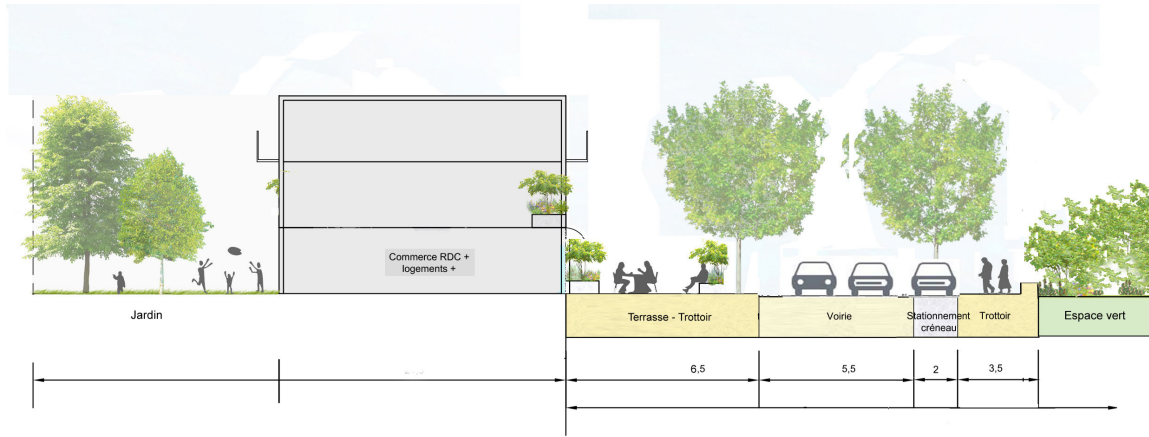 Commerce RDC +
logements +
Jardin
Terrasse - Trottoir
Voirie
Stationnement
créneau
Trottoir
Espace vert
6,5
5,5
2
3,5